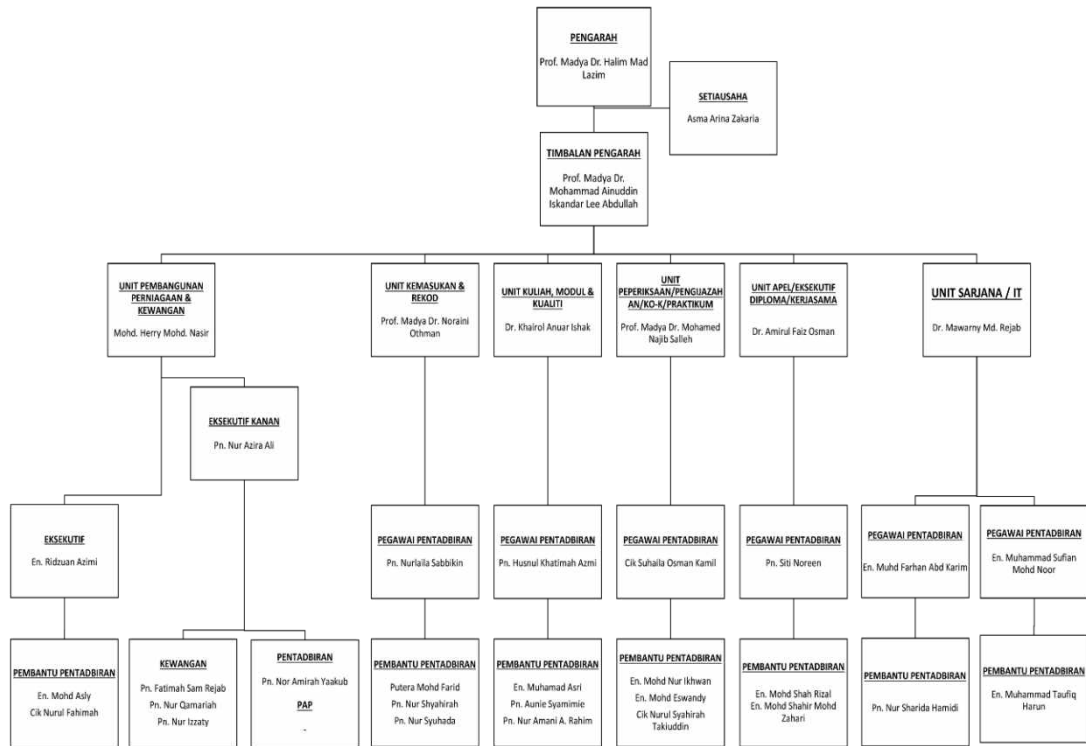 PENGARAH
Prof. Madya Dr. Halim Mad
Lazim
SETIAUSAHA
Asma Arina Zakaria
TIMBALAN PENGARAH
Prof. Madya Dr.
Mohammad Ainuddin
Iskandar Lee Abdullah
UNIT PEMBANGUNAN
PERNIAGAAN &
KEWANGAN
Mohd. Herry Mohd. Nasir
UNIT KEMASUKAN &
REKOD
Prof. Madya Dr. Noraini
Othman
UNIT KULIAH, MODUL &
KUALITI
Dr. Khairol Anuar Ishak
UNIT
PEPERIKSAAN/PENGIJAZAH
AN/KO-K/PRAKTIKUM
Prof. Madya Dr. Mohamed
Najib Salleh
UNIT APEL/EKSEKUTIF
DIPLOMA/KERJASAMA
Dr. Amirul Faiz Osman
UNIT SARJANA / IT
Dr. Mawarny Md. Rejab
EKSEKUTIF KANAN
Pn. Nur Azira Ali
EKSEKUTIF
En. Ridzuan Azimi
PEGAWAI PENTADBIRAN
Pn. Nurlaila Sabbikin
PEGAWAI PENTADBIRAN
Pn. Husnul Khatimah Azmi
PEGAWAI PENTADBIRAN
Cik Suhaila Osman Kamil
PEGAWAI PENTADBIRAN
Pn. Siti Noreen
PEGAWAI PENTADBIRAN
En. Muhd Farhan Abd Karim
PEGAWAI PENTADBIRAN
En. Muhammad Sufian
Mohd Noor
PEMBANTU PENTADBIRAN
En. Mohd Asly
Cik Nurul Fahimah
KEWANGAN
Pn. Fatimah Sam Rejab
Pn. Nur Qamariah
Pn. Nur Izzaty
PENTADBIRAN
Pn. Nor Amirah Yaakub
PAP
-
PEMBANTU PENTADBIRAN
Putera Mohd Farid
Pn. Nur Shyahirah
Pn. Nur Syuhada
PEMBANTU PENTADBIRAN
En. Muhamad Asri
Pn. Aunie Syamimie
Pn. Nur Amani A. Rahim
PEMBANTU PENTADBIRAN
En. Mohd Nur Ikhwan
En. Mohd Eswandy
Cik Nurul Syahirah
Takiuddin
PEMBANTU PENTADBIRAN
En. Mohd Shah Rizal
En. Mohd Shahir Mohd
Zahari
PEMBANTU PENTADBIRAN
Pn. Nur Sharida Hamidi
PEMBANTU PENTADBIRAN
En. Muhammad Taufiq
Harun